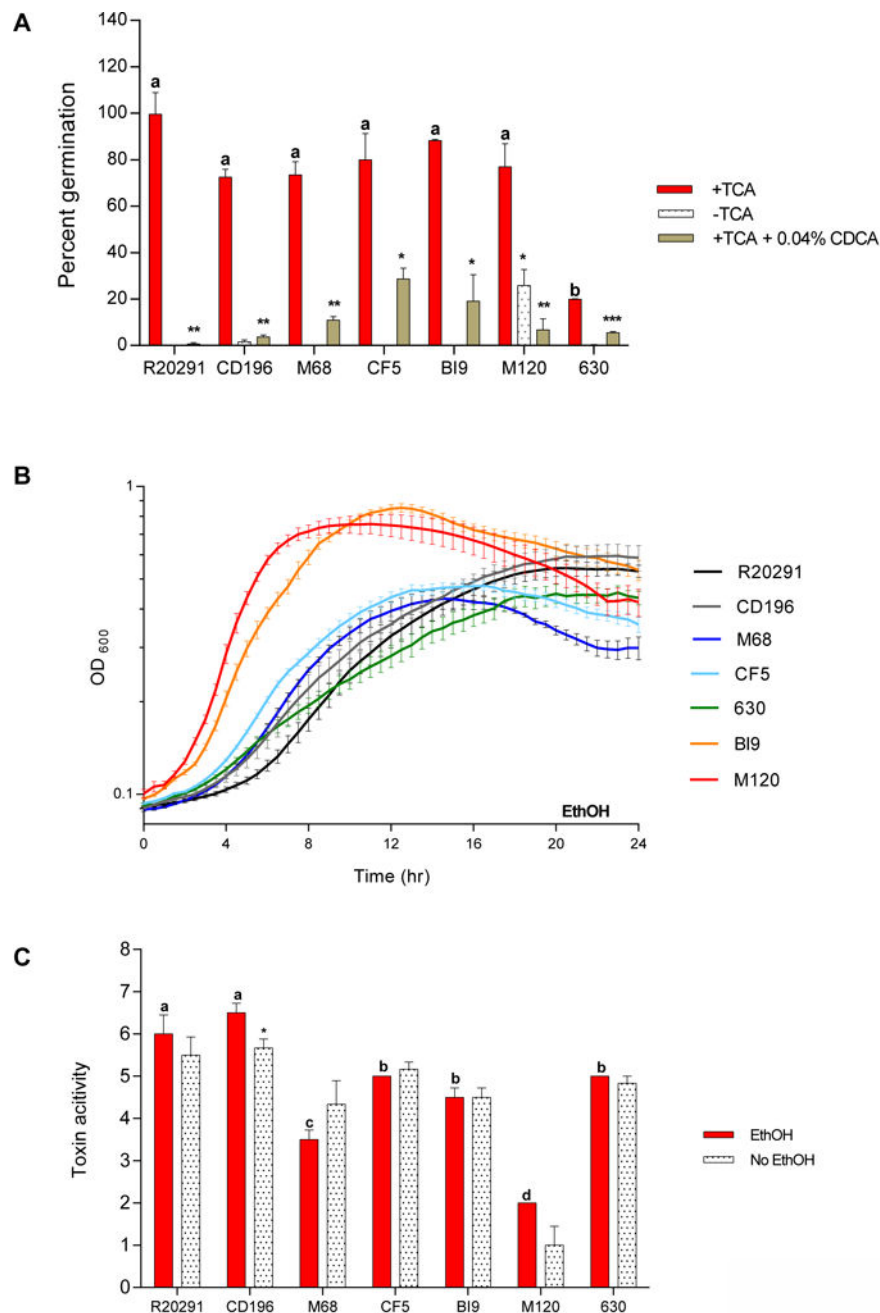 A
140
120
100
80
60
40
20
0
Percent germination
a a a a a a b
** ** ** * * * ** ***
R20291 CD196 M68 CF5 BI9 M120 630
+TCA
-TCA
+TCA + 0.04% CDCA
B
1
0.1
OD 600
0 4 8 12 16 20 24
EthOH
Time (hr)
R20291
CD196
M68
CF5
630
BI9
M120
C
8
7
6
5
4
3
2
1
0
Toxin acitivity
a a * c b b d b
R20291 CD196 M68 CF5 BI9 M120 630
EthOH
No EthOH